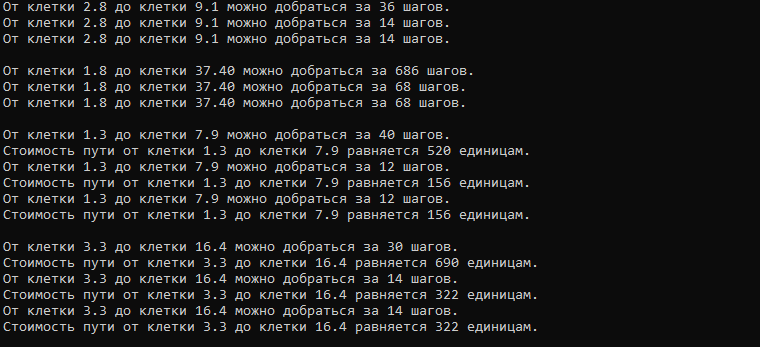 От клетки 2.8 до клетки 9.1 можно добраться за 36 шагов.
От клетки 2.8 до клетки 9.1 можно добраться за 14 шагов.
От клетки 2.8 до клетки 9.1 можно добраться за 14 шагов.
От клетки 1.8 до клетки 37.40 можно добраться за 686 шагов.
От клетки 1.8 до клетки 37.40 можно добраться за 68 шагов.
От клетки 1.8 до клетки 37.40 можно добраться за 68 шагов.
От клетки 1.3 до клетки 7.9 можно добраться за 40 шагов.
Стоимость пути от клетки 1.3 до клетки 7.9 равняется 520 единицам.
От клетки 1.3 до клетки 7.9 можно добраться за 12 шагов.
Стоимость пути от клетки 1.3 до клетки 7.9 равняется 156 единицам.
От клетки 1.3 до клетки 7.9 можно добраться за 12 шагов.
Стоимость пути от клетки 1.3 до клетки 7.9 равняется 156 единицам.
От клетки 3.3 до клетки 16.4 можно добраться за 30 шагов.
Стоимость пути от клетки 3.3 до клетки 16.4 равняется 690 единицам.
От клетки 3.3 до клетки 16.4 можно добраться за 14 шагов.
Стоимость пути от клетки 3.3 до клетки 16.4 равняется 322 единицам.
От клетки 3.3 до клетки 16.4 можно добраться за 14 шагов.
Стоимость пути от клетки 3.3 до клетки 16.4 равняется 322 единицам.